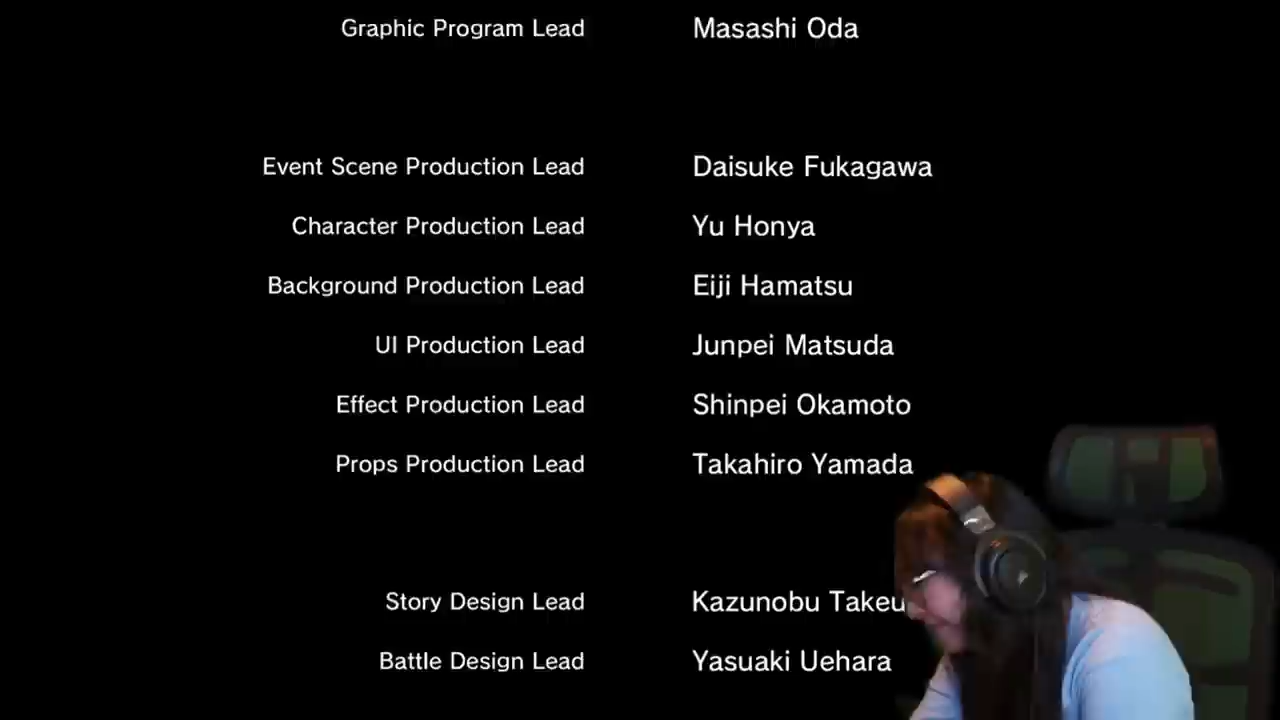 Graphic Program Lead Masashi Oda
Event Scene Production Lead Daisuke Fukagawa
Character Production Lead Yu Honya
Background Production Lead Eiji Hamatsu
UI Production Lead Junpei Matsuda
Effect Production Lead Shinpei Okamoto
Props Production Lead Takahiro Yamada
Story Design Lead Kazunobu
Battle Design Lead Yasuaki Uehara